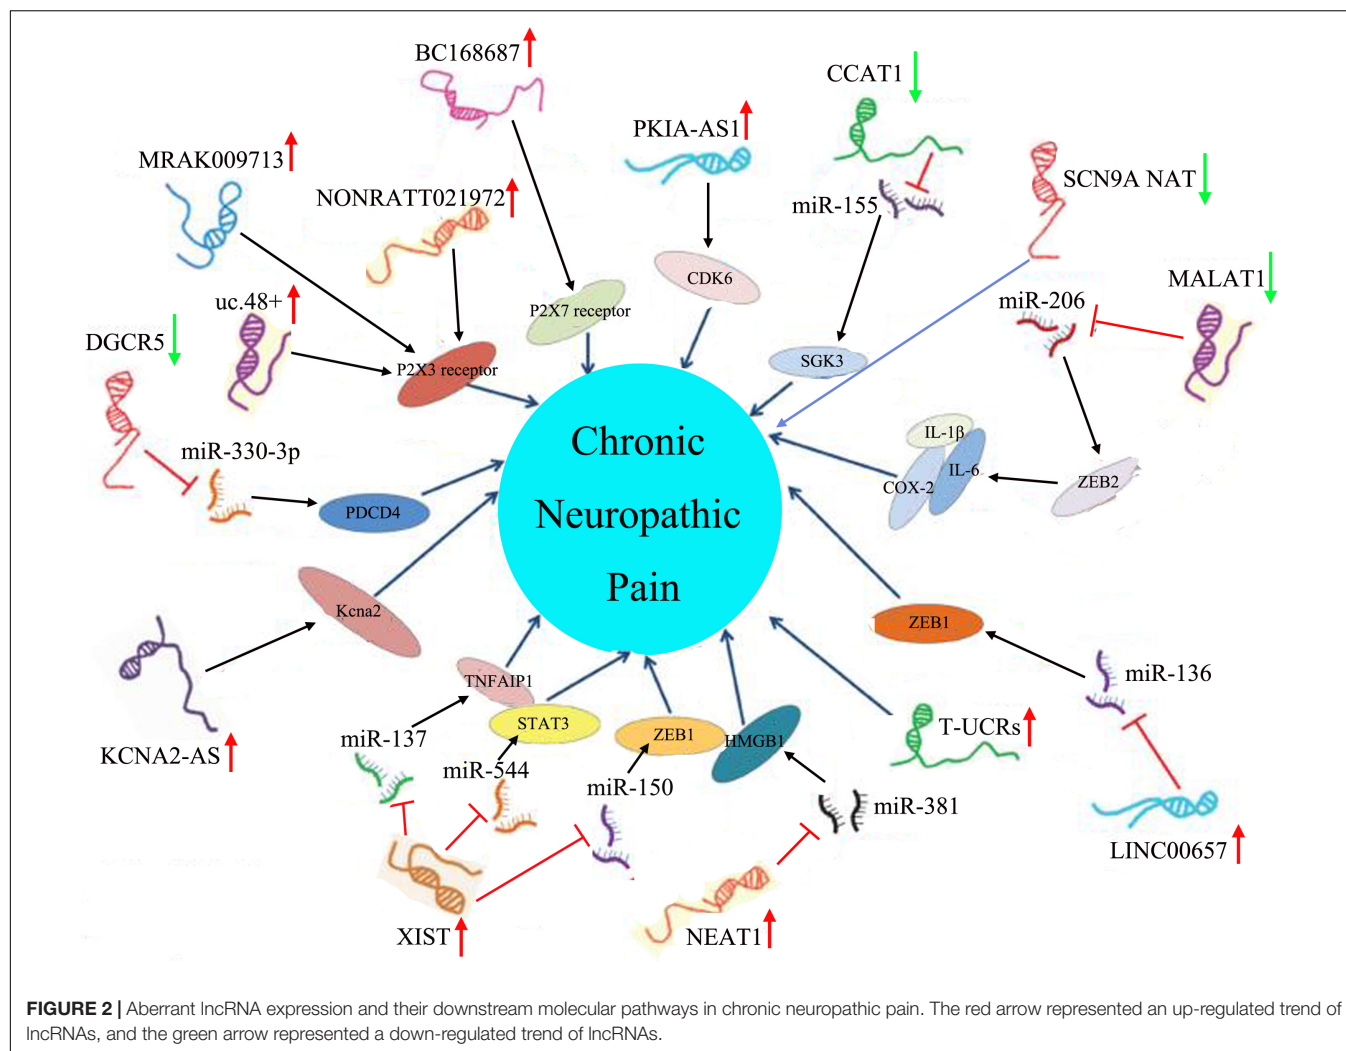 BC168687
CCAT1
PKIA-AS1
MRAK009713
SCN9A NAT
NONRATT021972
miR-155
CDK6
MALAT1
uc.48+
miR-206
P2X7 receptor
DGCR5
SGK3
P2X3 receptor
IL-1β
Chronic
Neuropathic
Pain
miR-330-3p
IL-6
COX-2
ZEB2
PDCD4
Kcna2
ZEB1
miR-136
TNFAIP1
STAT3
T-UCRs
miR-137
ZEB1
HMGB1
KCNA2-AS
miR-544
miR-150
miR-381
LINC00657
XIST
NEAT1
FIGURE 2 | Aberrant lncRNA expression and their downstream molecular pathways in chronic neuropathic pain. The red arrow represented an up-regulated trend of
lncRNAs, and the green arrow represented a down-regulated trend of lncRNAs.